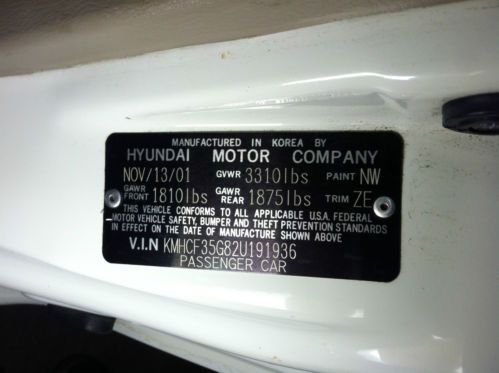 MANUFACTURED IN KOREA BY
HYUNDAI MOTOR COMPANY
NOV/13/01 GVWR 3310lbs PAINT NW
GAWR FRONT 1810lbs GAWR REAR 1875lbs TRIM ZE
THIS VEHICLE CONFORMS TO ALL APPLICABLE U.S.A. FEDERAL
MOTOR VEHICLE SAFETY, BUMPER AND THEFT PREVENTION STANDARDS
IN EFFECT ON THE DATE OF MANUFACTURE SHOWN ABOVE
V.I.N KMHCF35G82U191936
PASSENGER CAR